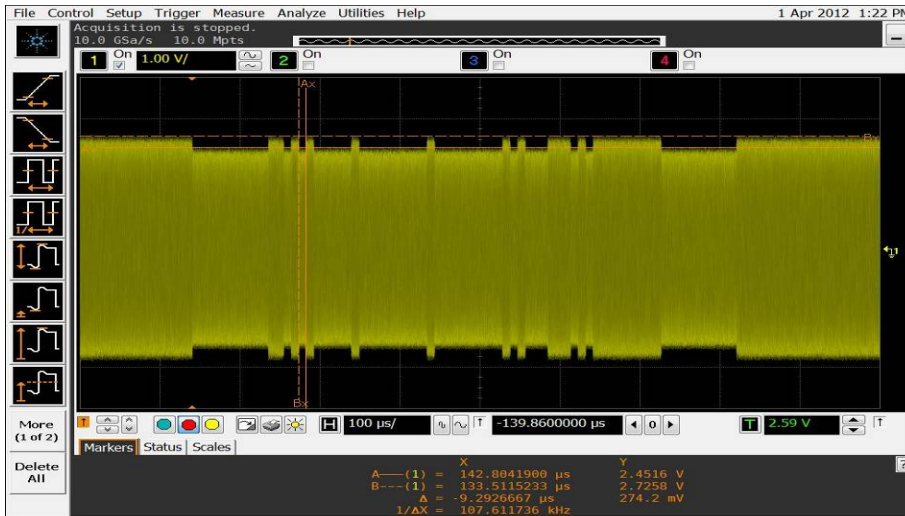 File Control Setup Trigger Measure Analyze Utilities Help 1 Apr 2012 1:22 PM
Acquisition is stopped.
10.0 GSa/s 10.0 Mpts
1 On 1.00 V/ 2 On 3 On 4 On
Ax
Bx
1
Bx
More
(1 of 2)
Delete
All
H 100 µs/ -139.8600000 µs 0 T 2.59 V
Markers Status Scales
X Y
A——(1) = 142.8041900 µs 2.4516 V
B---(1) = 133.5115233 µs 2.7258 V
Δ = -9.2926667 µs 274.2 mV
1/ΔX = 107.611736 kHz
?